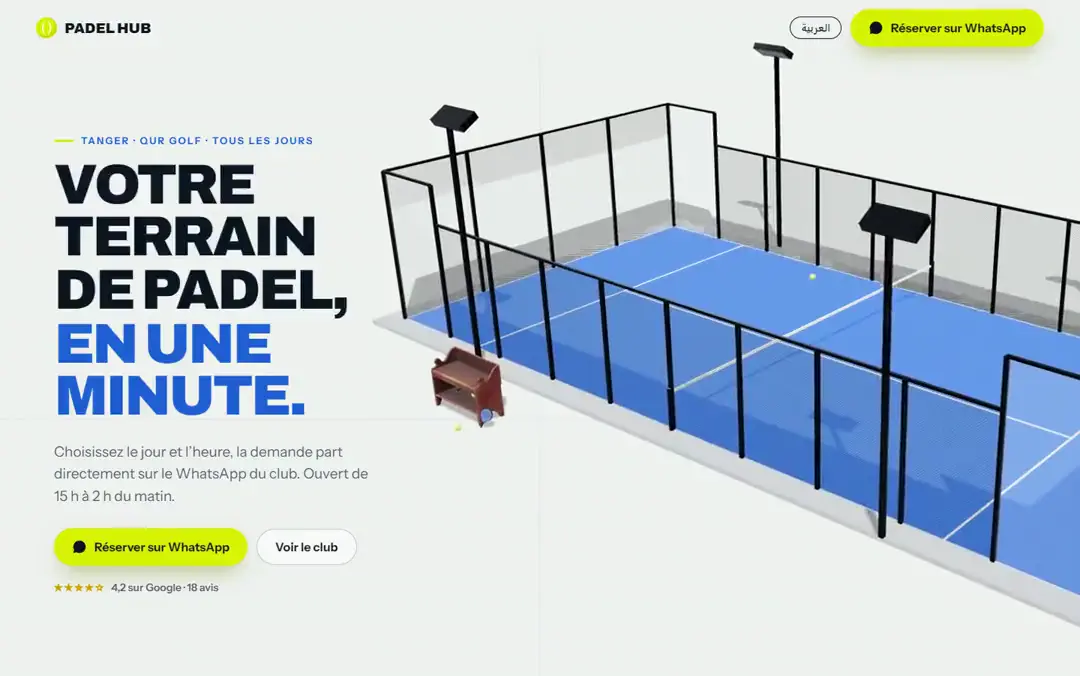 PADEL HUB
العربية
Réserver sur WhatsApp
TANGER · QUR GOLF · TOUS LES JOURS
VOTRE
TERRAIN
DE PADEL,
EN UNE
MINUTE.
Choisissez le jour et l'heure, la demande part
directement sur le WhatsApp du club. Ouvert de
15 h à 2 h du matin.
Réserver sur WhatsApp
Voir le club
★★★★☆ 4,2 sur Google · 18 avis